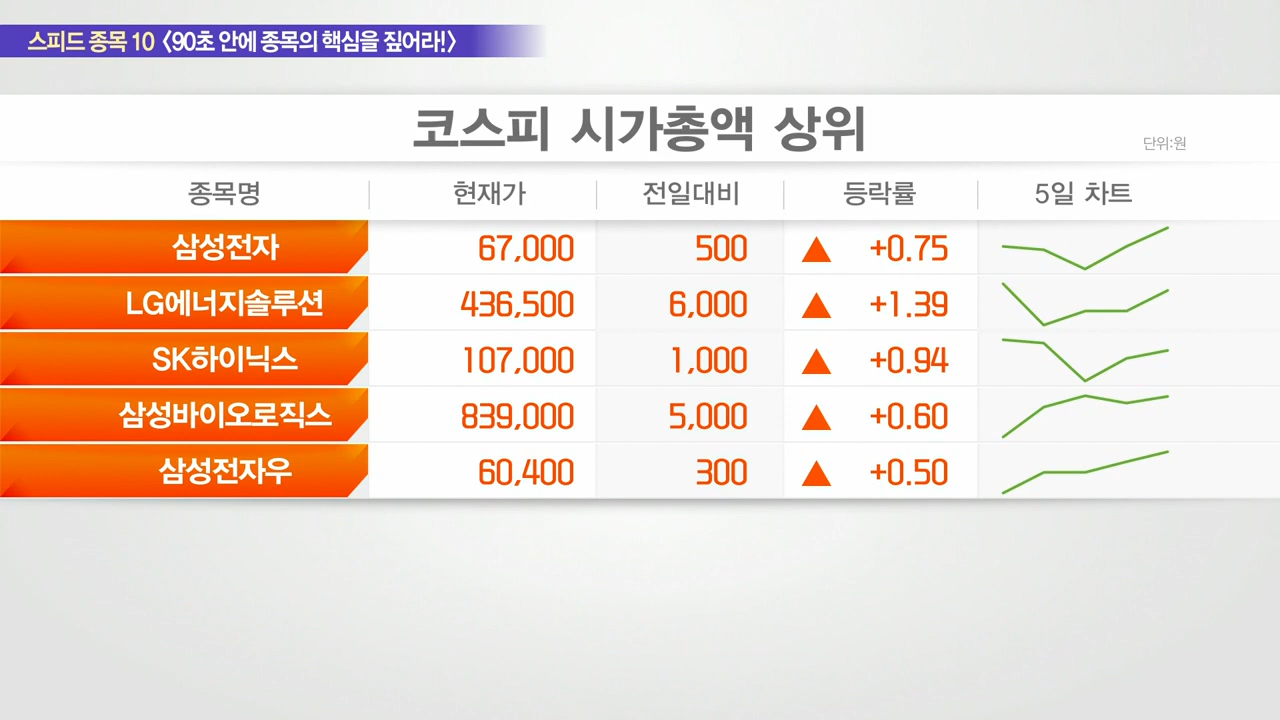 스피드 종목 10 <90초 안에 종목의 핵심을 짚어라!>
코스피 시가총액 상위
단위:원
종목명 현재가 전일대비 등락률 5일 차트
삼성전자 67,000 500 ▲ +0.75
LG에너지솔루션 436,500 6,000 ▲ +1.39
SK하이닉스 107,000 1,000 ▲ +0.94
삼성바이오로직스 839,000 5,000 ▲ +0.60
삼성전자우 60,400 300 ▲ +0.50